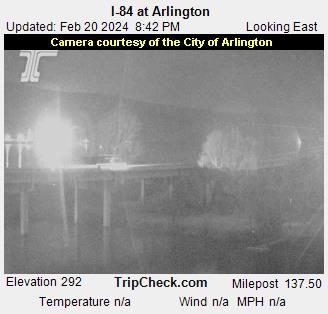 I-84 at Arlington
Updated: Feb 20 2024 8:42 PM Looking East
Camera courtesy of the City of Arlington
Elevation 292 TripCheck.com Milepost 137.50
Temperature n/a Wind n/a MPH n/a